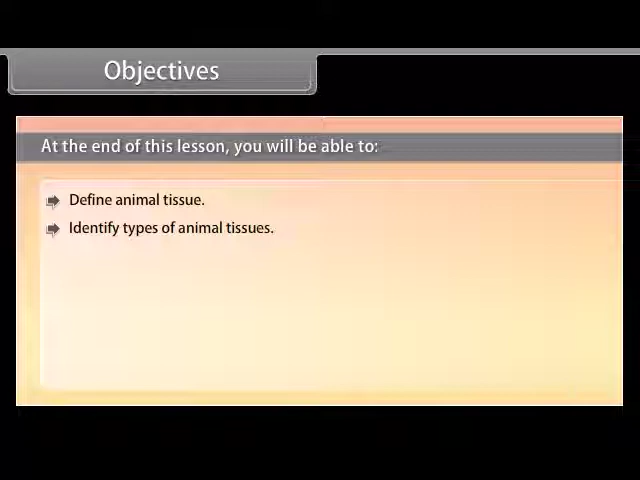 Objectives
At the end of this lesson, you will be able to:
Define animal tissue.
Identify types of animal tissues.